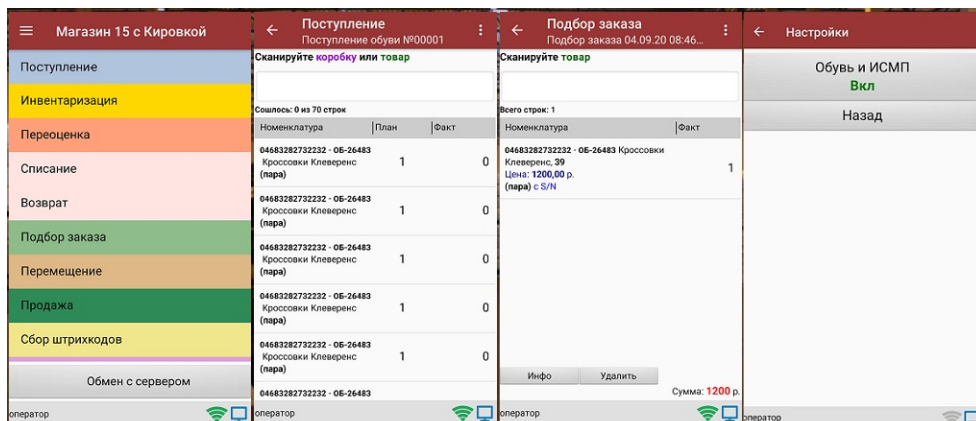 Магазин 15 с Кировкой
Поступление
Инвентаризация
Переоценка
Списание
Возврат
Подбор заказа
Перемещение
Продажа
Сбор штрихкодов
Обмен с сервером
оператор
Поступление
Поступление обуви №00001
Сканируйте коробку или товар
Сошлось: 0 из 70 строк
Номенклатура План Факт
04683282732232 - ОБ-26483
Кроссовки Клеверенс 1 0
(пара)
04683282732232 - ОБ-26483
Кроссовки Клеверенс 1 0
(пара)
04683282732232 - ОБ-26483
Кроссовки Клеверенс 1 0
(пара)
04683282732232 - ОБ-26483
Кроссовки Клеверенс 1 0
(пара)
04683282732232 - ОБ-26483
Кроссовки Клеверенс 1 0
(пара)
04683282732232 - ОБ-26483
оператор
Подбор заказа
Подбор заказа 04.09.20 08:46...
Сканируйте товар
Всего строк: 1
Номенклатура Факт
04683282732232 - ОБ-26483 Кроссовки
Клеверенс, 39
Цена: 1200,00 р. 1
(пара) с S/N
Инфо Удалить
Сумма: 1200 р.
оператор
Настройки
Обувь и ИСМП
Вкл
Назад
оператор